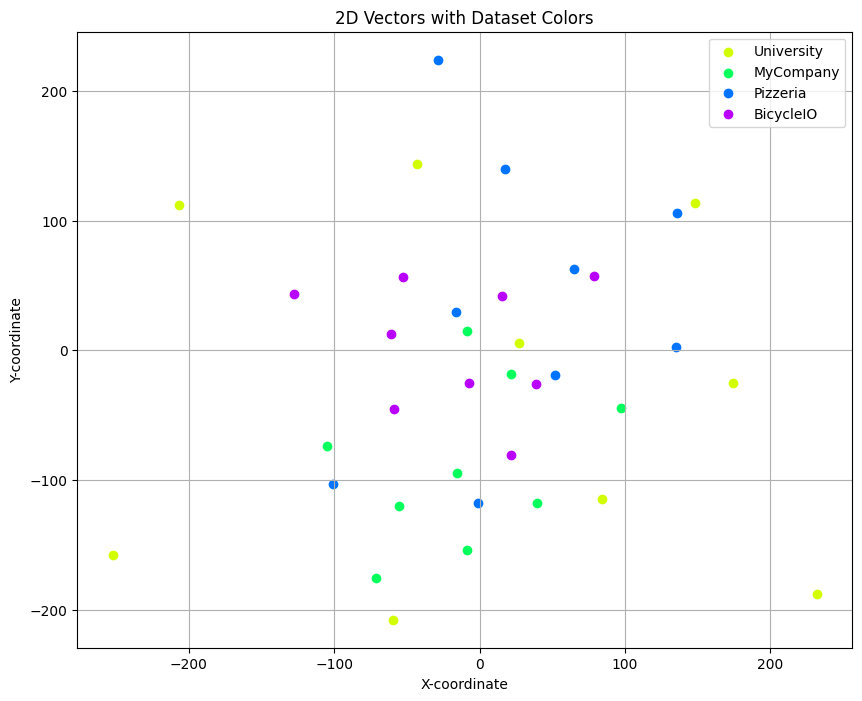 2D Vectors with Dataset Colors
University
MyCompany
Pizzeria
BicycleIO
Y-coordinate
200
100
0
−100
−200
−200
−100
0
100
200
X-coordinate